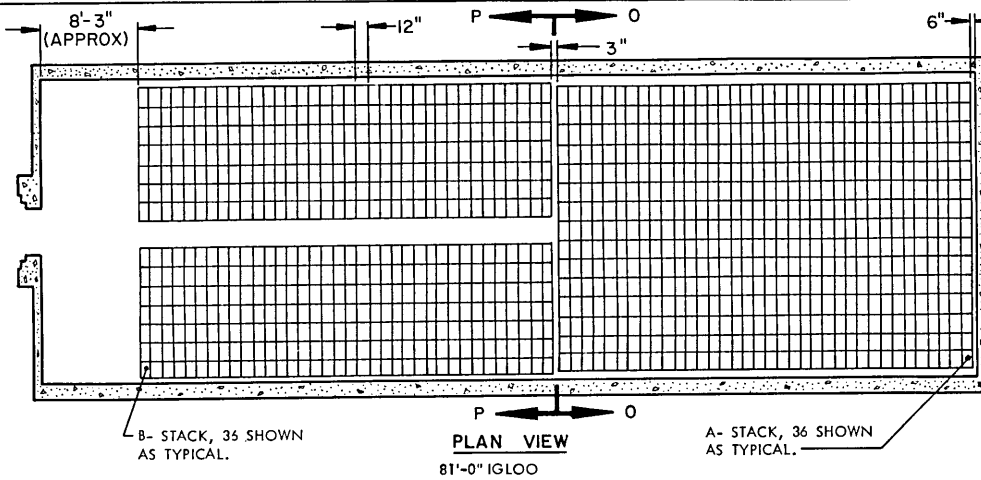 8'-3"
(APPROX)
12"
P O
3"
6"
B- STACK, 36 SHOWN
AS TYPICAL.
P O
PLAN VIEW
81'-0" IGLOO
A- STACK, 36 SHOWN
AS TYPICAL.